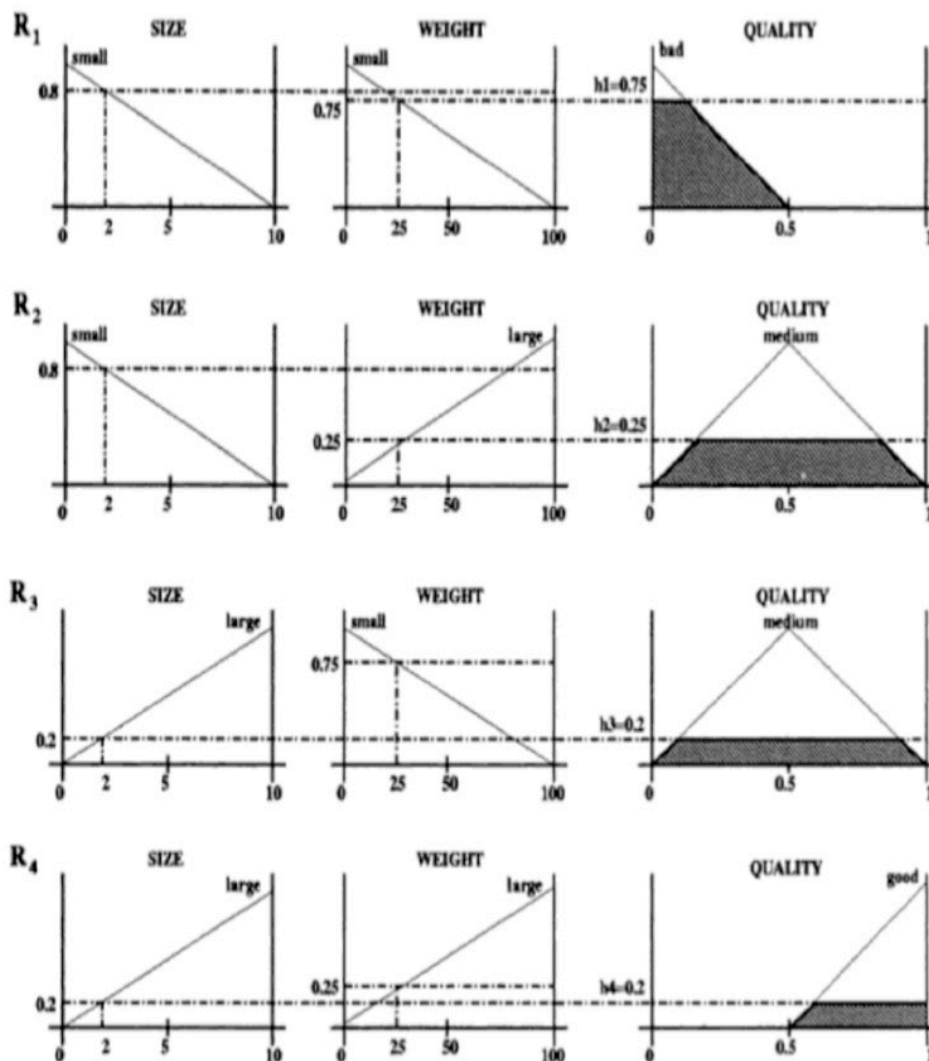 R1 SIZE WEIGHT QUALITY
small small bad
0.8 0.75 h1=0.75
0 2 5 10 0 25 50 100 0 0.5 1
R2 SIZE WEIGHT QUALITY
small large medium
0.8 0.25 h2=0.25
0 2 5 10 0 25 50 100 0 0.5 1
R3 SIZE WEIGHT QUALITY
large small medium
0.2 0.75 h3=0.2
0 2 5 10 0 25 50 100 0 0.5 1
R4 SIZE WEIGHT QUALITY
large large good
0.2 0.25 h4=0.2
0 2 5 10 0 25 50 100 0 0.5 1